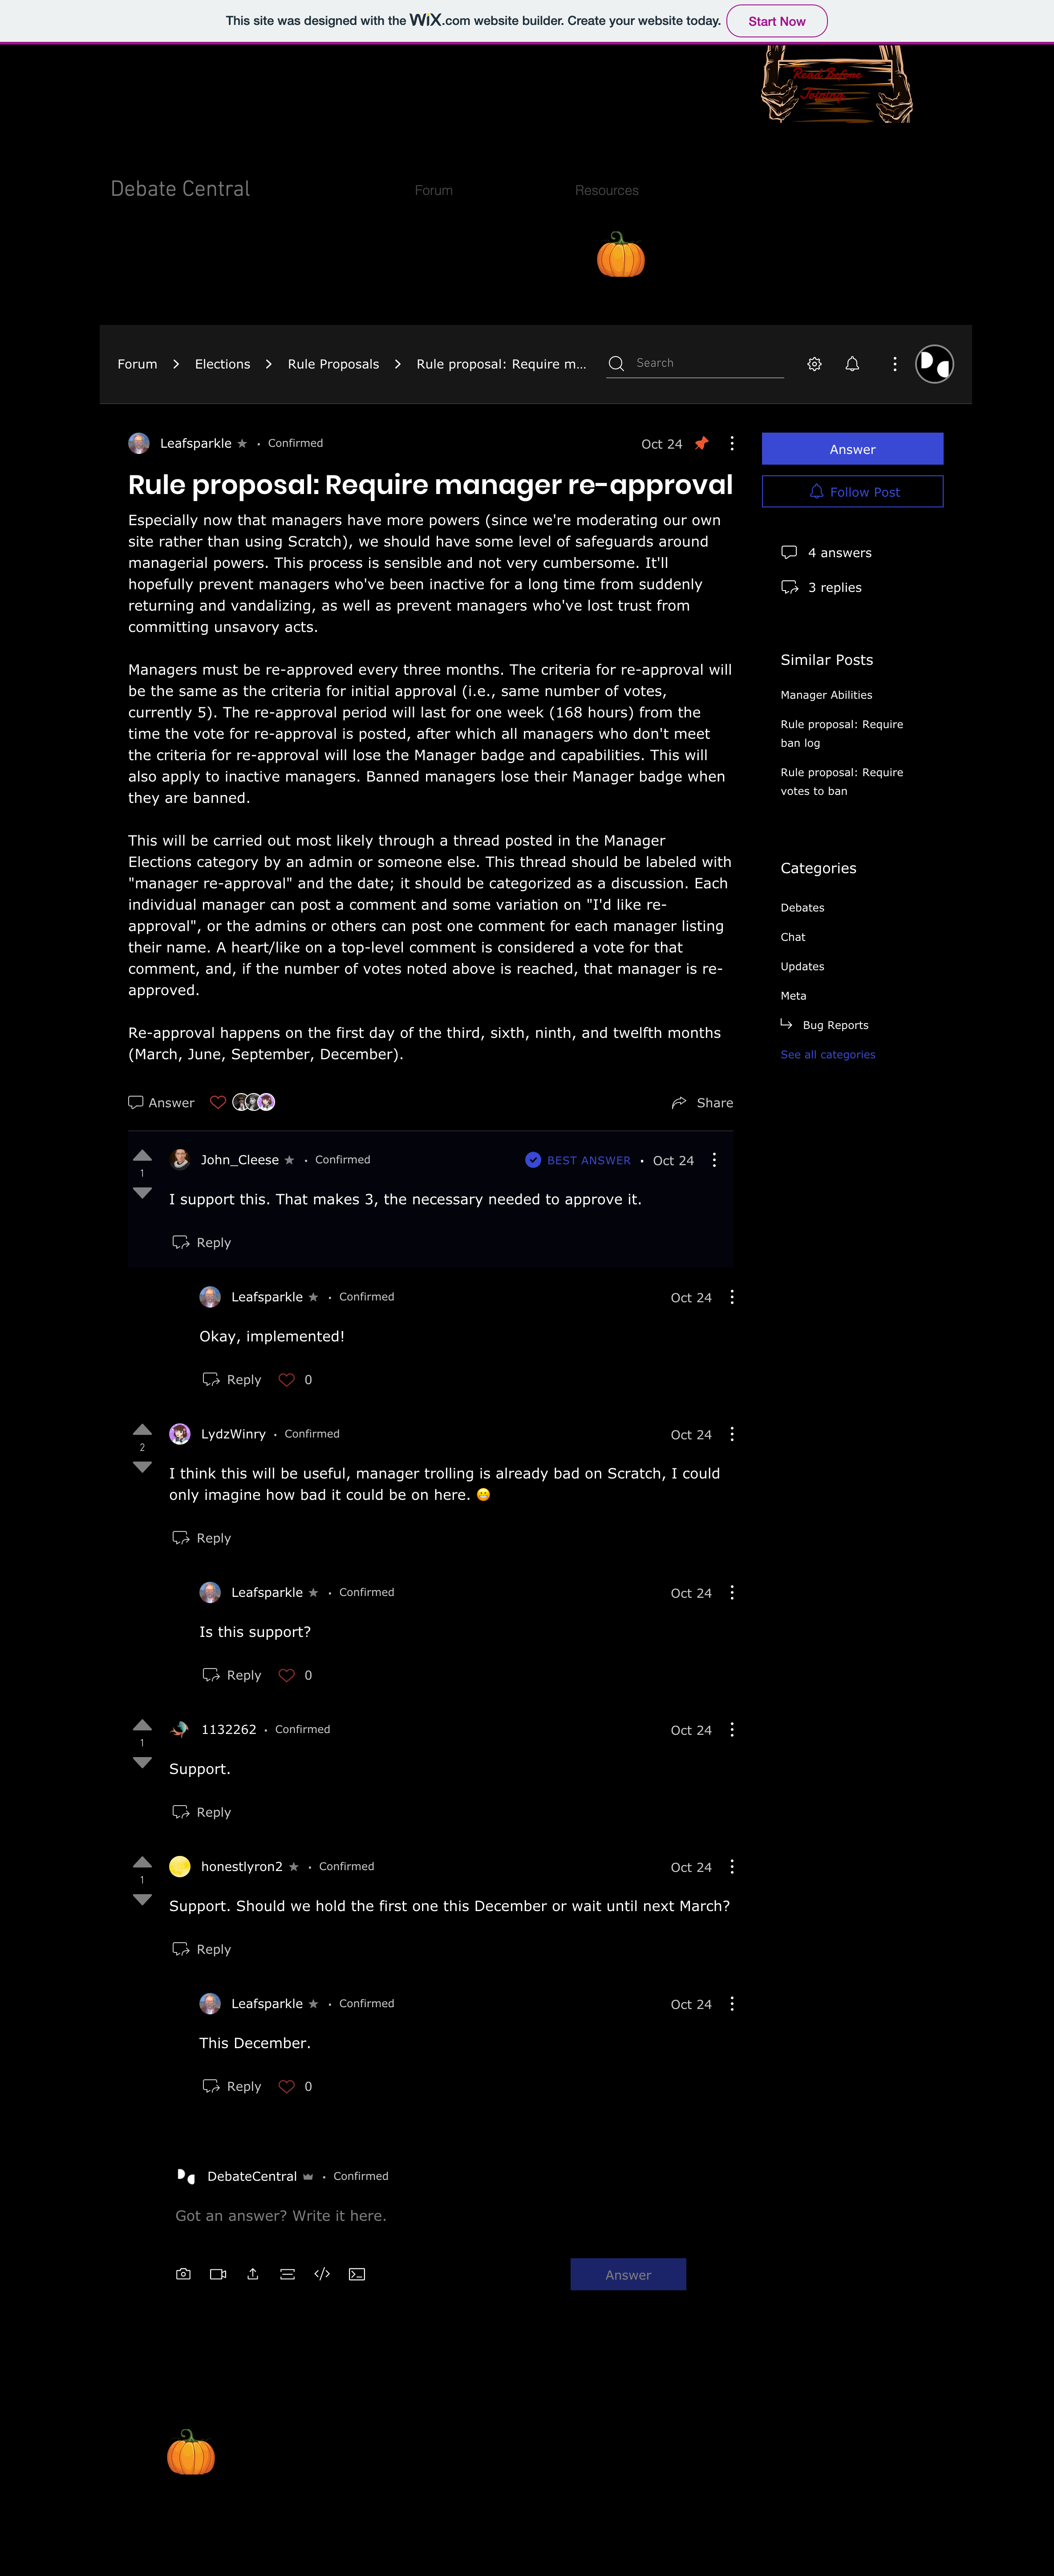 This site was designed with the WiX.com website builder. Create your website today. Start Now
Read Before
Joining
Debate Central Forum Resources
Forum > Elections > Rule Proposals > Rule proposal: Require m... Search
Leafsparkle • Confirmed Oct 24
Answer
Rule proposal: Require manager re-approval
Follow Post
Especially now that managers have more powers (since we're moderating our own
site rather than using Scratch), we should have some level of safeguards around
managerial powers. This process is sensible and not very cumbersome. It'll
hopefully prevent managers who've been inactive for a long time from suddenly
returning and vandalizing, as well as prevent managers who've lost trust from
committing unsavory acts.
Managers must be re-approved every three months. The criteria for re-approval will
be the same as the criteria for initial approval (i.e., same number of votes,
currently 5). The re-approval period will last for one week (168 hours) from the
time the vote for re-approval is posted, after which all managers who don't meet
the criteria for re-approval will lose the Manager badge and capabilities. This will
also apply to inactive managers. Banned managers lose their Manager badge when
they are banned.
This will be carried out most likely through a thread posted in the Manager
Elections category by an admin or someone else. This thread should be labeled with
"manager re-approval" and the date; it should be categorized as a discussion. Each
individual manager can post a comment and some variation on "I'd like re-
approval", or the admins or others can post one comment for each manager listing
their name. A heart/like on a top-level comment is considered a vote for that
comment, and, if the number of votes noted above is reached, that manager is re-
approved.
Re-approval happens on the first day of the third, sixth, ninth, and twelfth months
(March, June, September, December).
Answer Share
4 answers
3 replies
Similar Posts
Manager Abilities
Rule proposal: Require
ban log
Rule proposal: Require
votes to ban
Categories
Debates
Chat
Updates
Meta
Bug Reports
See all categories
1
John_Cleese • Confirmed BEST ANSWER • Oct 24
I support this. That makes 3, the necessary needed to approve it.
Reply
Leafsparkle • Confirmed Oct 24
Okay, implemented!
Reply 0
2
LydzWinry • Confirmed Oct 24
I think this will be useful, manager trolling is already bad on Scratch, I could
only imagine how bad it could be on here. 😬
Reply
Leafsparkle • Confirmed Oct 24
Is this support?
Reply 0
1
1132262 • Confirmed Oct 24
Support.
Reply
1
honestlyron2 • Confirmed Oct 24
Support. Should we hold the first one this December or wait until next March?
Reply
Leafsparkle • Confirmed Oct 24
This December.
Reply 0
DebateCentral • Confirmed
Got an answer? Write it here.
Answer